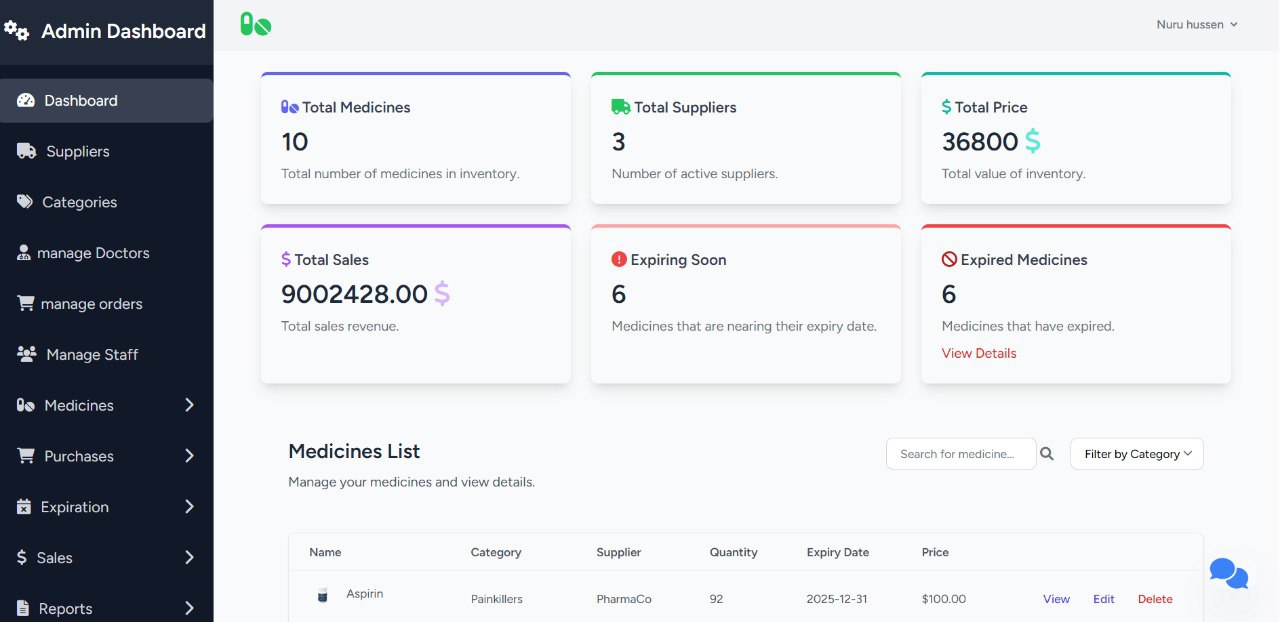 Admin Dashboard
Nuru hussen
Dashboard
Suppliers
Categories
manage Doctors
manage orders
Manage Staff
Medicines
Purchases
Expiration
$ Sales
Reports
Total Medicines
10
Total number of medicines in inventory.
Total Suppliers
3
Number of active suppliers.
$ Total Price
36800 $
Total value of inventory.
$ Total Sales
9002428.00 $
Total sales revenue.
Expiring Soon
6
Medicines that are nearing their expiry date.
Expired Medicines
6
Medicines that have expired.
View Details
Medicines List
Manage your medicines and view details.
Search for medicine...
Filter by Category
Name Category Supplier Quantity Expiry Date Price
Aspirin Painkillers PharmaCo 92 2025-12-31 $100.00 View Edit Delete